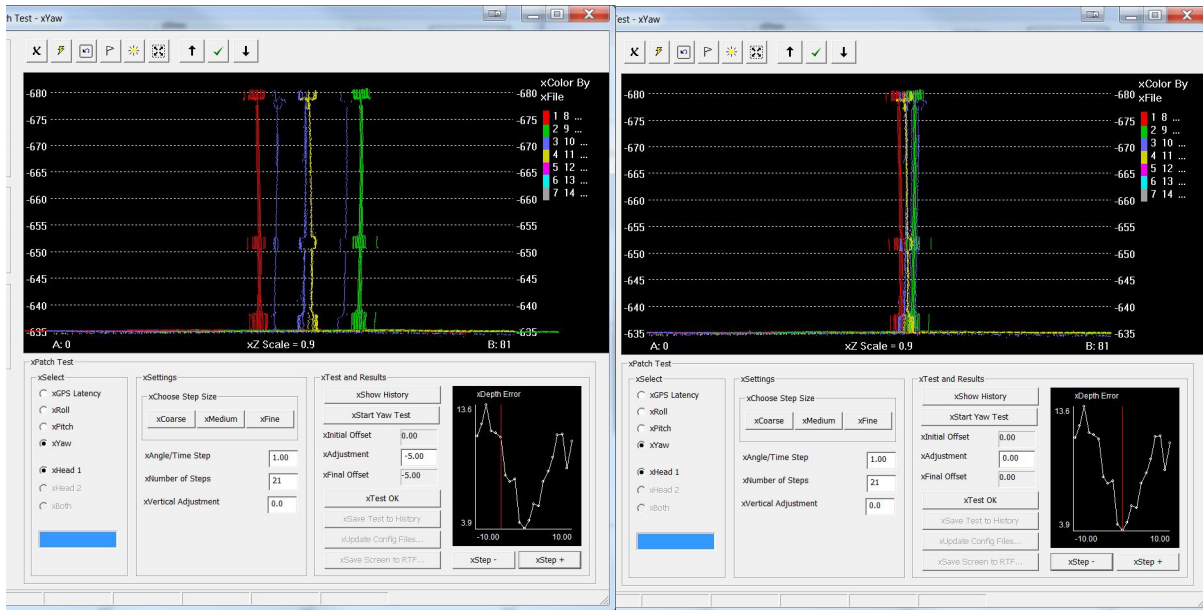 tch Test - xYaw
-680
-675
-670
-665
-660
-655
-650
-645
-640
-635
A: 0
xZ Scale = 0.9
B: 81
-680
-675
-670
-665
-660
-655
-650
-645
-640
-635
xColor By
xFile
1 8 ...
2 9 ...
3 10 ...
4 11 ...
5 12 ...
6 13 ...
7 14 ...
xPatch Test
xSelect
xGPS Latency
xRoll
xPitch
xYaw
xHead 1
xHead 2
xBoth
xSettings
xChoose Step Size
xCoarse
xMedium
xFine
xAngle/Time Step
1.00
xNumber of Steps
21
xVertical Adjustment
0.0
xTest and Results
xShow History
xStart Yaw Test
xInitial Offset
0.00
xAdjustment
-5.00
xFinal Offset
-5.00
xTest OK
xSave Test to History
xUpdate Config Files...
xSave Screen to RTF...
xDepth Error
13.6
3.9
-10.00
10.00
xStep -
xStep +
Test - xYaw
-680
-675
-670
-665
-660
-655
-650
-645
-640
-635
A: 0
xZ Scale = 0.9
B: 81
-680
-675
-670
-665
-660
-655
-650
-645
-640
-635
xColor By
xFile
1 8 ...
2 9 ...
3 10 ...
4 11 ...
5 12 ...
6 13 ...
7 14 ...
xPatch Test
xSelect
xGPS Latency
xRoll
xPitch
xYaw
xHead 1
xHead 2
xBoth
xSettings
xChoose Step Size
xCoarse
xMedium
xFine
xAngle/Time Step
1.00
xNumber of Steps
21
xVertical Adjustment
0.0
xTest and Results
xShow History
xStart Yaw Test
xInitial Offset
0.00
xAdjustment
0.00
xFinal Offset
0.00
xTest OK
xSave Test to History
xUpdate Config Files...
xSave Screen to RTF...
xDepth Error
13.6
3.9
-10.00
10.00
xStep -
xStep +